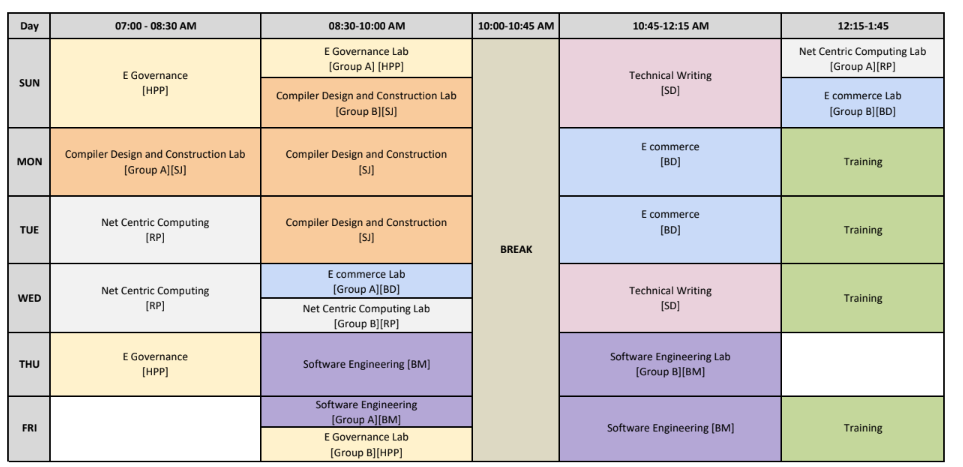 Day 07:00 - 08:30 AM 08:30-10:00 AM 10:00-10:45 AM 10:45-12:15 AM 12:15-1:45
SUN
E Governance
[HPP]
E Governance Lab
[Group A] [HPP]
Compiler Design and Construction Lab
[Group B][SJ]
BREAK
Technical Writing
[SD]
Net Centric Computing Lab
[Group A][RP]
E commerce Lab
[Group B][BD]
MON
Compiler Design and Construction Lab
[Group A][SJ]
Compiler Design and Construction
[SJ]
E commerce
[BD]
Training
TUE
Net Centric Computing
[RP]
Compiler Design and Construction
[SJ]
E commerce
[BD]
Training
WED
Net Centric Computing
[RP]
E commerce Lab
[Group A][BD]
Net Centric Computing Lab
[Group B][RP]
Technical Writing
[SD]
Training
THU
E Governance
[HPP]
Software Engineering [BM]
Software Engineering Lab
[Group B][BM]
FRI
Software Engineering
[Group A][BM]
E Governance Lab
[Group B][HPP]
Software Engineering [BM]
Training